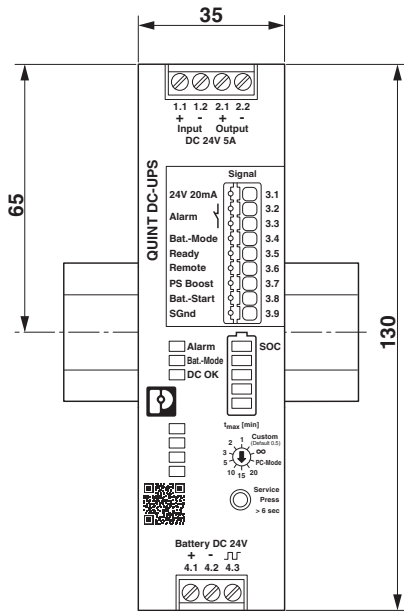 35
65
130
1.1 1.2 2.1 2.2
+ - + -
Input Output
DC 24V 5A
QUINT DC-UPS
Signal
24V 20mA 3.1
Alarm 3.2
3.3
Bat.-Mode 3.4
Ready 3.5
Remote 3.6
PS Boost 3.7
Bat.-Start 3.8
SGnd 3.9
Alarm SOC
Bat.-Mode
DC OK
tmax [min]
Custom
(Default 0.5)
1
2
3
5
10
15
20
∞
PC-Mode
Service
Press
> 6 sec
Battery DC 24V
+ -
4.1 4.2 4.3